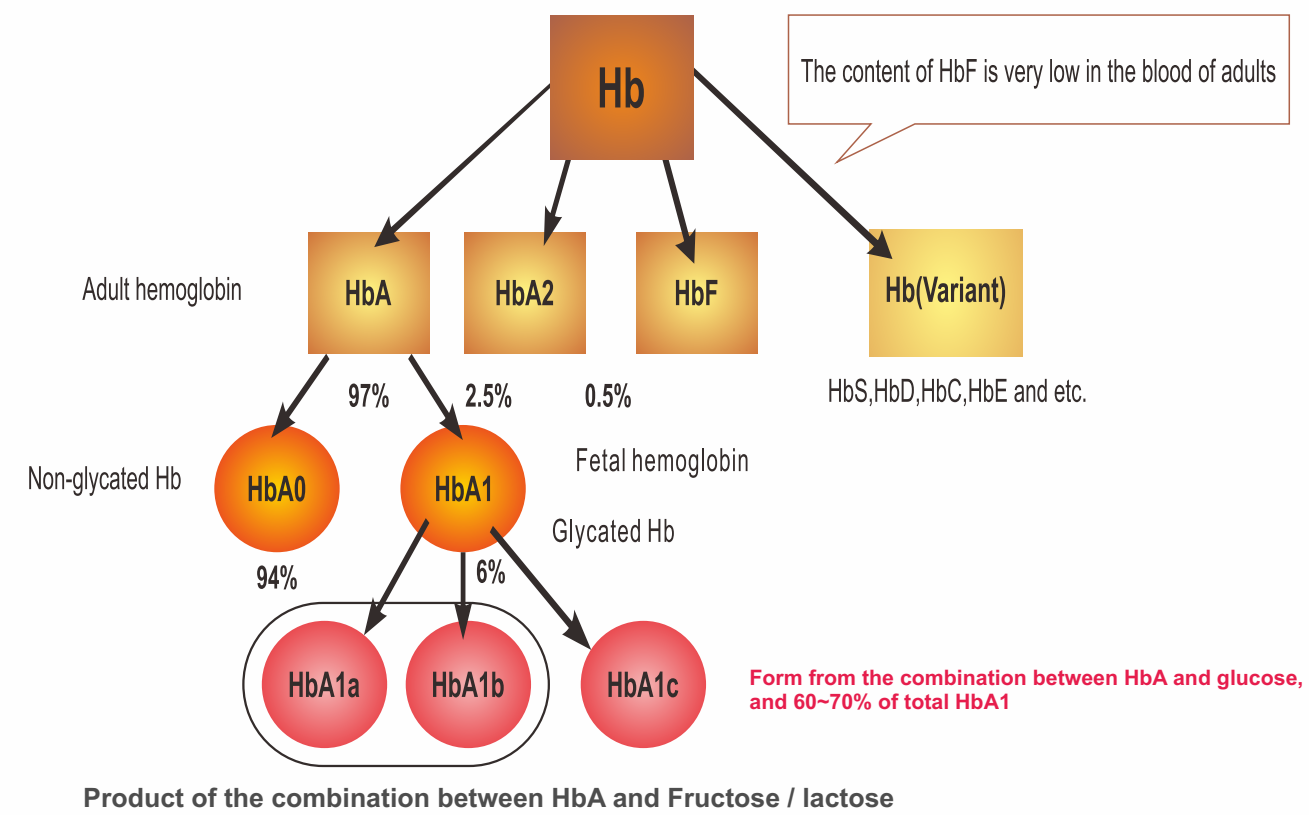 Hb
The content of HbF is very low in the blood of adults
Adult hemoglobin
HbA
HbA2
HbF
Hb(Variant)
97%
2.5%
0.5%
HbS,HbD,HbC,HbE and etc.
Non-glycated Hb
HbA0
HbA1
Fetal hemoglobin
Glycated Hb
94%
6%
HbA1a
HbA1b
HbA1c
Form from the combination between HbA and glucose,
and 60~70% of total HbA1
Product of the combination between HbA and Fructose / lactose